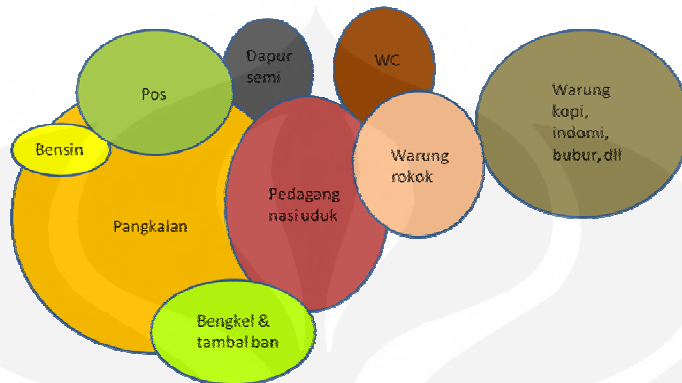 Dapur
semi
WC
Pos
Warung
kopi,
indomi,
bubur, dll
Bensin
Warung
rokok
Pedagang
nasi uduk
Pangkalan
Bengkel &
tambal ban